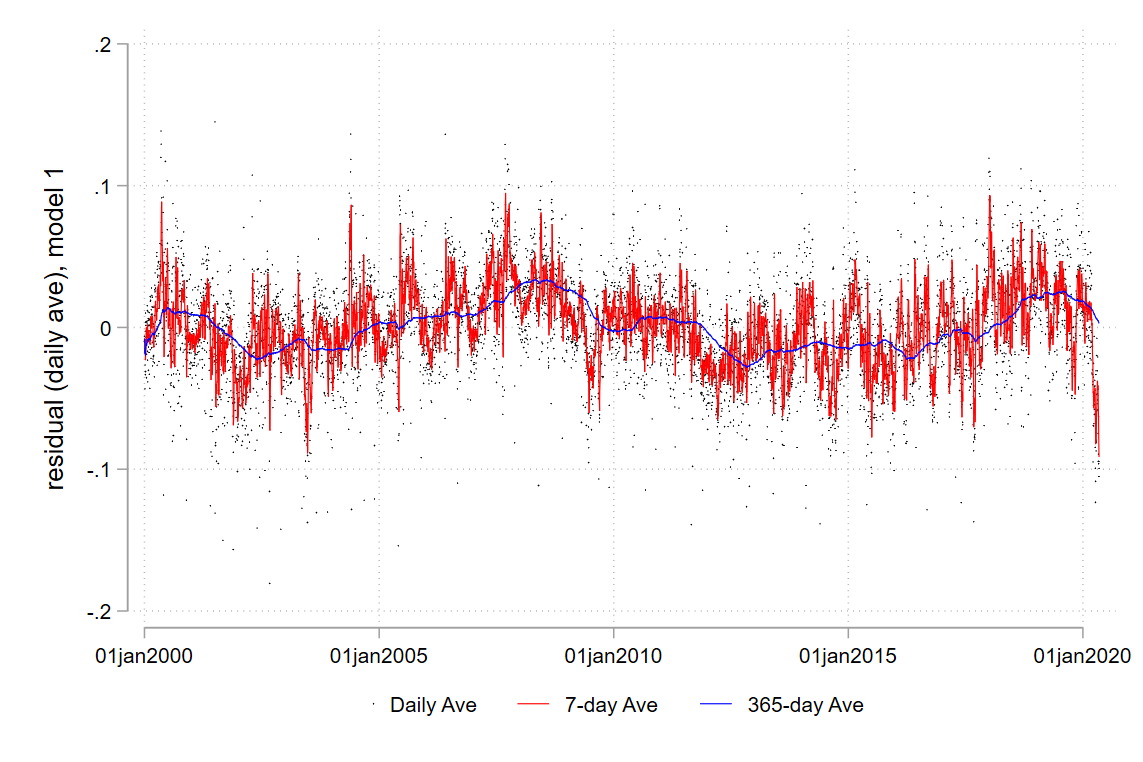 .2
.1
0
-.1
-.2
residual (daily ave), model 1
01jan2000 01jan2005 01jan2010 01jan2015 01jan2020
Daily Ave 7-day Ave 365-day Ave